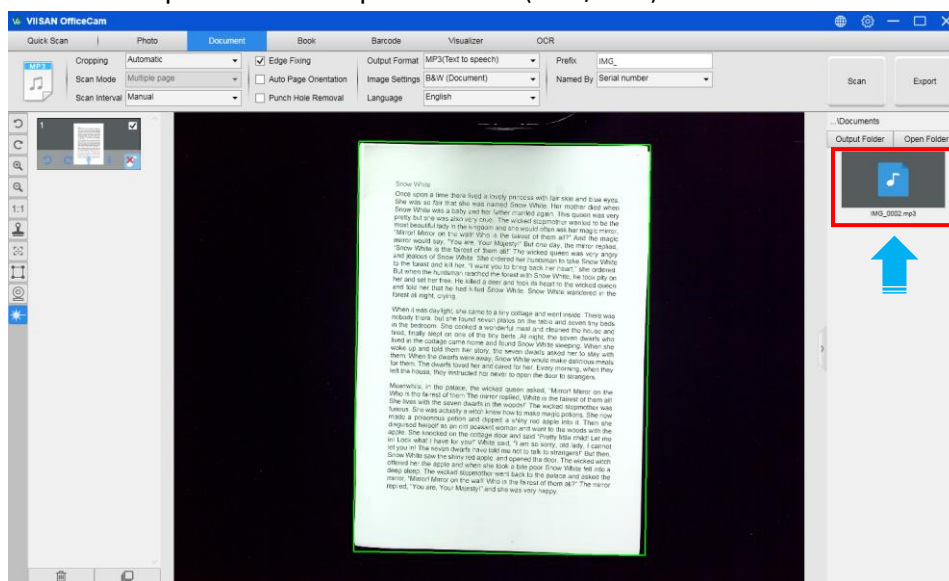 VIISAN OfficeCam
Quick Scan
Photo
Document
Book
Barcode
Visualizer
OCR
MP3
Cropping Automatic
Edge Fixing
Output Format MP3(Text to speech)
Prefix IMG_
Scan Mode Multiple page
Auto Page Orientation
Image Settings B&W (Document)
Named By Serial number
Scan Interval Manual
Punch Hole Removal
Language English
Scan
Export
1
1:1
...\Documents
Output Folder
Open Folder
IMG_0002.mp3
Snow White
Once upon a time there lived a lovely princess with fair skin and blue eyes.
She was so fair that she was named Snow White. Her mother died when
Snow White was a baby and her father married again. This queen was very
pretty but she was also very cruel. The wicked stepmother wanted to be the
most beautiful lady in the kingdom and she would often ask her magic mirror,
"Mirror! Mirror on the wall! Who is the fairest of them all?" And the magic
mirror would say, "You are, Your Majesty!" But one day, the mirror replied,
"Snow White is the fairest of them all!" The wicked queen was very angry
and jealous of Snow White. She ordered her huntsman to take Snow White
to the forest and kill her. "I want you to bring back her heart," she ordered.
But when the huntsman reached the forest with Snow White, he took pity on
her and set her free. He killed a deer and took its heart to the wicked queen
and told her that he had killed Snow White. Snow White wandered in the
forest all night, crying.
When it was daylight, she came to a tiny cottage and went inside. There was
nobody there, but she found seven plates on the table and seven tiny beds
in the bedroom. She cooked a wonderful meal and cleaned the house and
tired, finally slept on one of the tiny beds. At night, the seven dwarfs who
lived in the cottage came home and found Snow White sleeping. When she
woke up and told them her story, the seven dwarfs asked her to stay with
them. When the dwarfs were away, Snow White would make delicious meals
for them. The dwarfs loved her and cared for her. Every morning, when they
left the house, they instructed her never to open the door to strangers.
Meanwhile, in the palace, the wicked queen asked, "Mirror! Mirror on the
Who is the fairest of them The mirror replied, White is the fairest of them all
She lives with the seven dwarfs in the woods!" The wicked stepmother was
furious. She was actually a witch knew how to make magic potions. She now
made a poisonous potion and dipped a shiny red apple into it. Then she
disguised herself as an old peasant woman and went to the woods with the
apple. She knocked on the cottage door and said "Pretty little child! Let me
in! Look what I have for you!" White said, "I am so sorry, old lady, I cannot
let you in! The seven dwarfs have told me not to talk to strangers!" But then,
Snow White saw the shiny red apple, and opened the door. The wicked witch
offered her the apple and when she took a bite poor Snow White fell into a
deep sleep. The wicked stepmother went back to the palace and asked the
mirror, "Mirror! Mirror on the wall! Who is the fairest of them all?" The mirror
replied, "You are, Your Majesty!" and she was very happy.